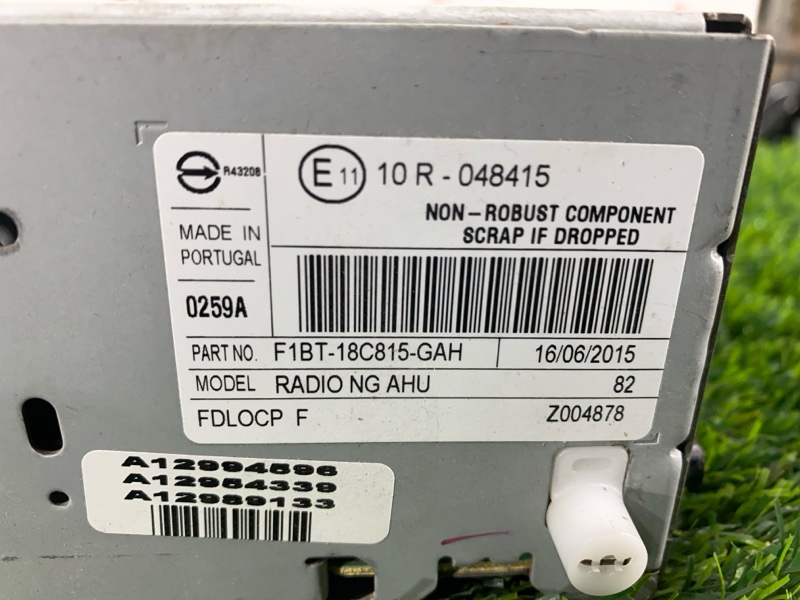 R43208
E 11 10 R - 048415
NON-ROBUST COMPONENT
SCRAP IF DROPPED
MADE IN
PORTUGAL
0259A
PART NO. F1BT-18C815-GAH 16/06/2015
MODEL RADIO NG AHU 82
FDLOCP F Z004878
A12994596
A12954339
A12989133